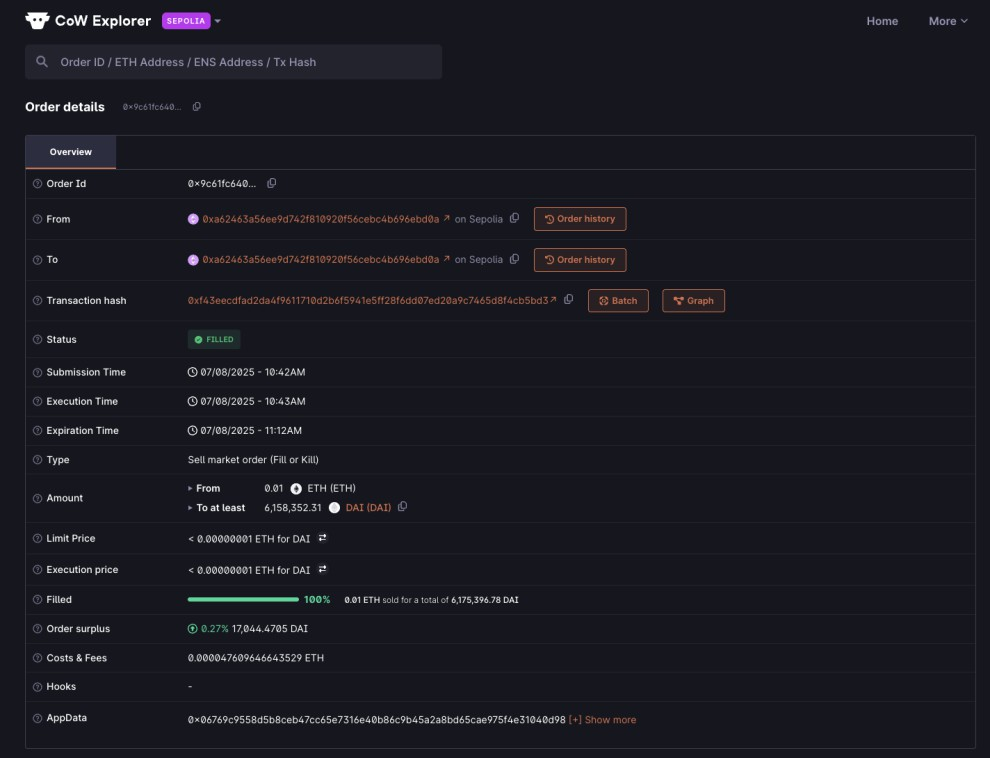 CoW Explorer SEPOLIA Home More
Order ID / ETH Address / ENS Address / Tx Hash
Order details 0×9c61fc640...
Overview
Order Id 0×9c61fc640...
From 0xa62463a56ee9d742f810920f56cebc4b696ebd0a ↗ on Sepolia Order history
To 0xa62463a56ee9d742f810920f56cebc4b696ebd0a ↗ on Sepolia Order history
Transaction hash 0xf43eecdfad2da4f9611710d2b6f5941e5ff28f6dd07ed20a9c7465d8f4cb5bd3↗ Batch Graph
Status FILLED
Submission Time 07/08/2025 - 10:42AM
Execution Time 07/08/2025 - 10:43AM
Expiration Time 07/08/2025 - 11:12AM
Type Sell market order (Fill or Kill)
Amount
From 0.01 ETH (ETH)
To at least 6,158,352.31 DAI (DAI)
Limit Price < 0.00000001 ETH for DAI
Execution price < 0.00000001 ETH for DAI
Filled 100% 0.01 ETH sold for a total of 6,175,396.78 DAI
Order surplus 0.27% 17,044.4705 DAI
Costs & Fees 0.000047609646643529 ETH
Hooks -
AppData 0×06769c9558d5b8ceb47cc65e7316e40b86c9b45a2a8bd65cae975f4e31040d98 [+] Show more